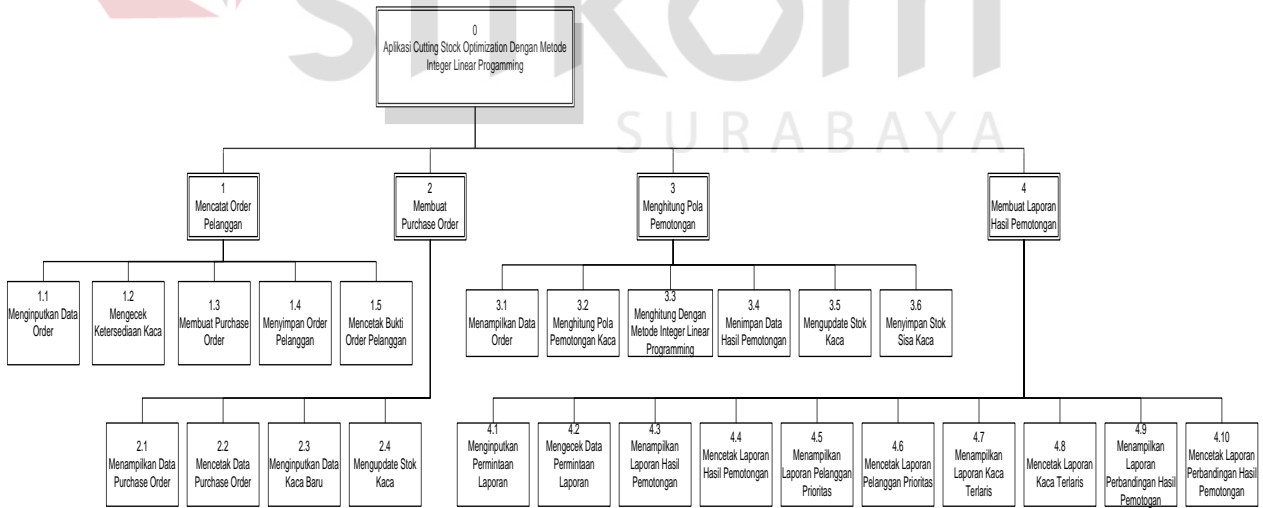 stikom
SURABAYA
0
Aplikasi Cutting Stock Optimization Dengan Metode
Integer Linear Progamming
1
Mencatat Order
Pelanggan
2
Membuat
Purchase Order
3
Menghitung Pola
Pemotongan
4
Membuat Laporan
Hasil Pemotongan
1.1
Menginputkan Data
Order
1.2
Mengecek
Ketersediaan Kaca
1.3
Membuat Purchase
Order
1.4
Menyimpan Order
Pelanggan
1.5
Mencetak Bukti
Order Pelanggan
3.1
Menampilkan Data
Order
3.2
Menghitung Pola
Pemotongan Kaca
3.3
Menghitung Dengan
Metode Integer Linear
Programming
3.4
Menimpan Data
Hasil Pemotongan
3.5
Mengupdate Stok
Kaca
3.6
Menyimpan Stok
Sisa Kaca
2.1
Menampilkan Data
Purchase Order
2.2
Mencetak Data
Purchase Order
2.3
Menginputkan Data
Kaca Baru
2.4
Mengupdate Stok
Kaca
4.1
Menginputkan
Permintaan
Laporan
4.2
Mengecek Data
Permintaan
Laporan
4.3
Menampilkan
Laporan Hasil
Pemotongan
4.4
Mencetak Laporan
Hasil Pemotongan
4.5
Menampilkan
Laporan Pelanggan
Prioritas
4.6
Mencetak Laporan
Pelanggan Prioritas
4.7
Menampilkan
Laporan Kaca
Terlaris
4.8
Mencetak Laporan
Kaca Terlaris
4.9
Menampilkan
Laporan
Perbandingan Hasil
Pemotogan
4.10
Mencetak Laporan
Perbandingan Hasil
Pemotongan